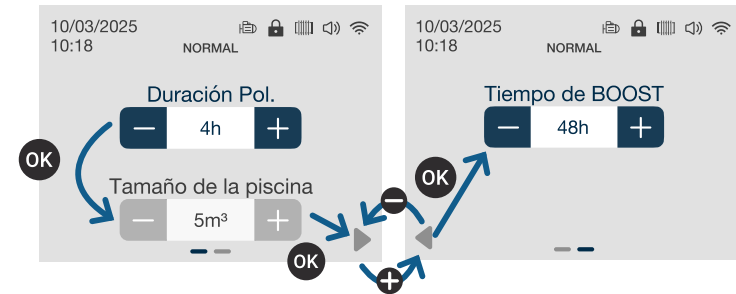 10/03/2025
10:18
NORMAL
Duración Pol.
— 4h +
OK
Tamaño de la piscina
— 5m³ +
OK
10/03/2025
10:18
NORMAL
Tiempo de BOOST
— 48h +
OK
—
+